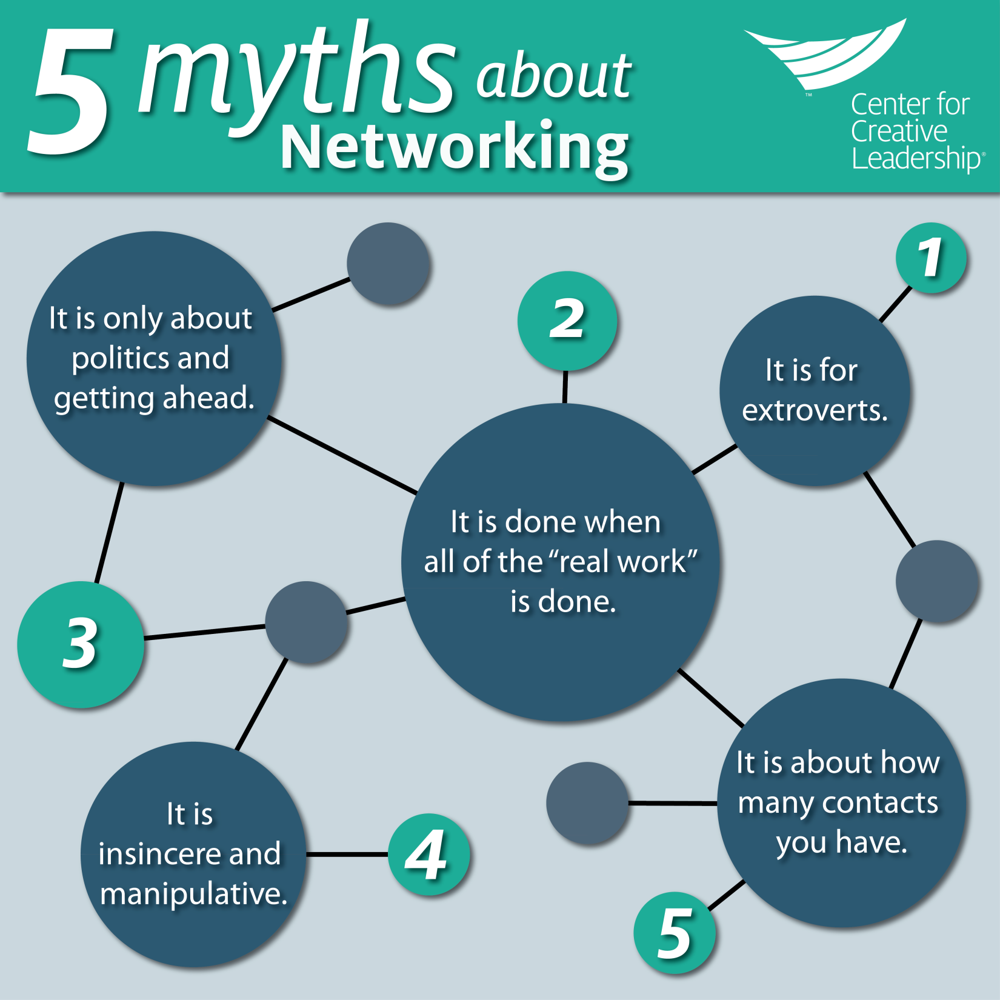 5 myths about
Networking
™
Center for
Creative
Leadership®
1
It is for
extroverts.
2
It is done when
all of the “real work”
is done.
3
It is only about
politics and
getting ahead.
4
It is
insincere and
manipulative.
5
It is about how
many contacts
you have.